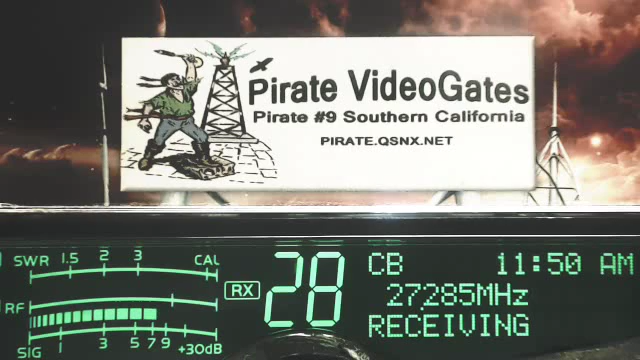 Pirate VideoGates
Pirate #9 Southern California
PIRATE.QSNX.NET
SWR 1.5 2 3 CAL
RX 28 CB 11:50 AM
RF 27285MHz
RECEIVING
SIG 1 3 5 7 9 +30dB